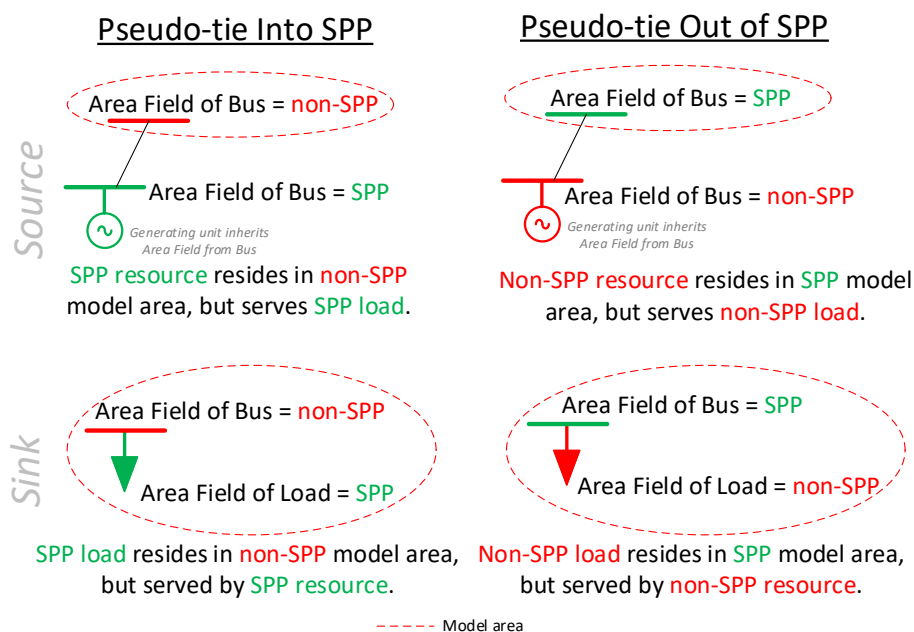 Pseudo-tie Into SPP
Pseudo-tie Out of SPP
Source
Area Field of Bus = non-SPP
Area Field of Bus = SPP
Generating unit inherits
Area Field from Bus
SPP resource resides in non-SPP
model area, but serves SPP load.
Area Field of Bus = SPP
Area Field of Bus = non-SPP
Generating unit inherits
Area Field from Bus
Non-SPP resource resides in SPP model
area, but serves non-SPP load.
Sink
Area Field of Bus = non-SPP
Area Field of Load = SPP
SPP load resides in non-SPP model area,
but served by SPP resource.
Area Field of Bus = SPP
Area Field of Load = non-SPP
Non-SPP load resides in SPP model area,
but served by non-SPP resource.
Model area